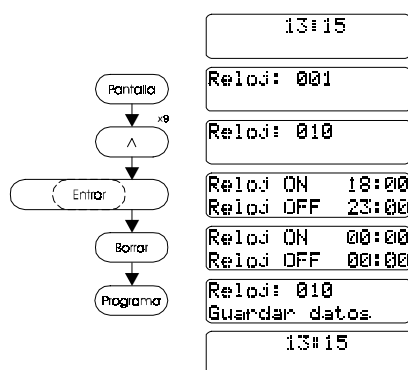 13:15
Pantalla
Reloj: 001
x9
^
Reloj: 010
Entrar
Reloj ON 18:00
Reloj OFF 23:00
Borrar
Reloj ON 00:00
Reloj OFF 00:00
Programa
Reloj: 010
Guardar datos
13:15